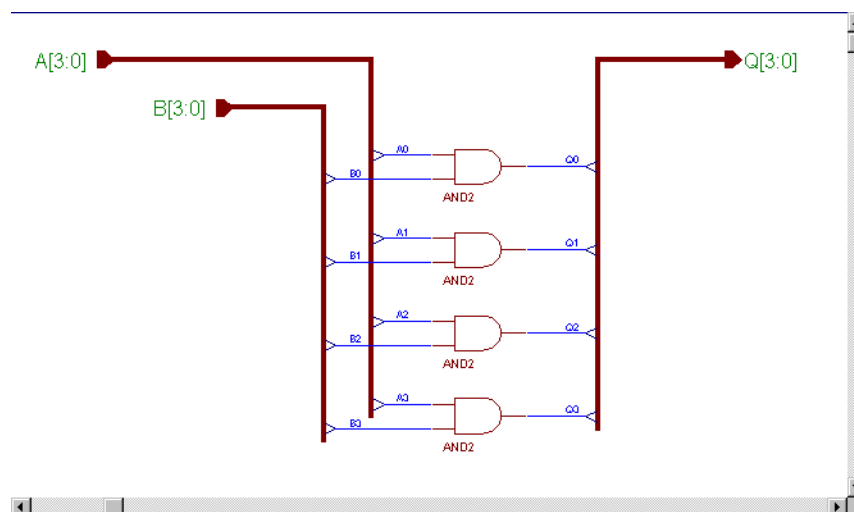 A[3:0]
Q[3:0]
B[3:0]
A0
B0
Q0
AND2
A1
B1
Q1
AND2
A2
B2
Q2
AND2
A3
B3
Q3
AND2